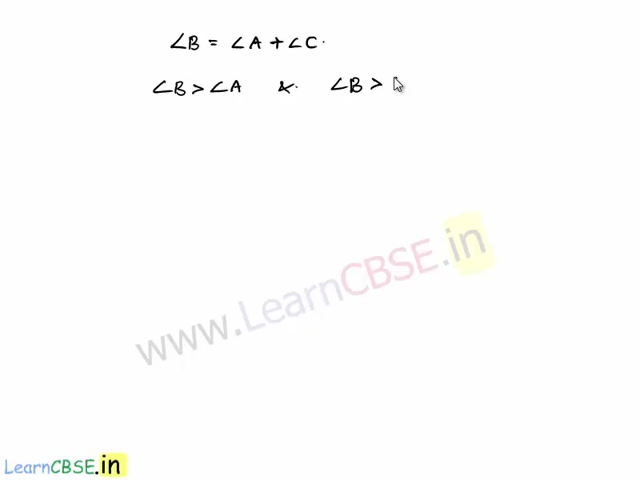 ∠B = ∠A + ∠C.
∠B > ∠A & ∠B >
www.LearnCBSE.in
LearnCBSE.in